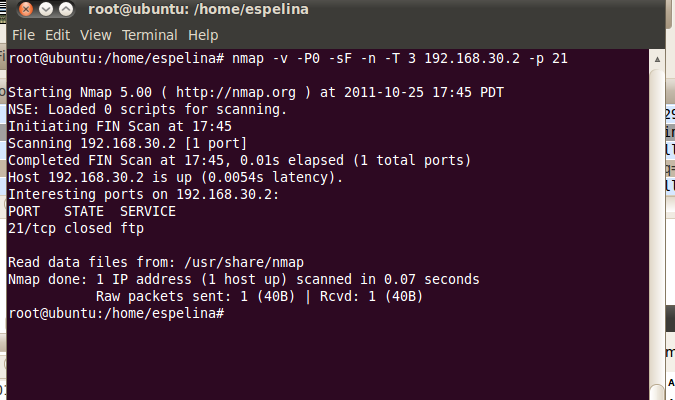 root@ubuntu: /home/espelina
File Edit View Terminal Help
root@ubuntu:/home/espelina# nmap -v -P0 -sF -n -T 3 192.168.30.2 -p 21
Starting Nmap 5.00 ( http://nmap.org ) at 2011-10-25 17:45 PDT
NSE: Loaded 0 scripts for scanning.
Initiating FIN Scan at 17:45
Scanning 192.168.30.2 [1 port]
Completed FIN Scan at 17:45, 0.01s elapsed (1 total ports)
Host 192.168.30.2 is up (0.0054s latency).
Interesting ports on 192.168.30.2:
PORT   STATE  SERVICE
21/tcp closed ftp
Read data files from: /usr/share/nmap
Nmap done: 1 IP address (1 host up) scanned in 0.07 seconds
           Raw packets sent: 1 (40B) | Rcvd: 1 (40B)
root@ubuntu:/home/espelina#